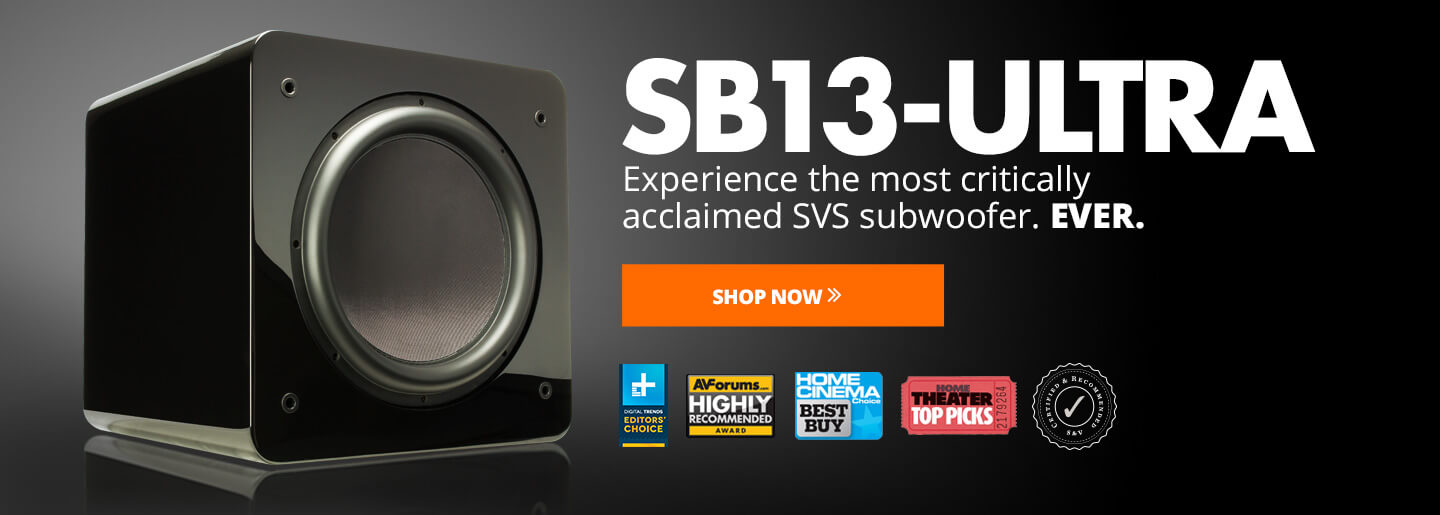 SB13-ULTRA
Experience the most critically
acclaimed SVS subwoofer. EVER.
SHOP NOW »
DIGITAL TRENDS
EDITORS'
CHOICE
AVForums.com
HIGHLY
RECOMMENDED
AWARD
HOME
CINEMA
Choice
BEST
BUY
HOME
THEATER
TOP PICKS
2179264
CERTIFIED & RECOMMENDED
S&V